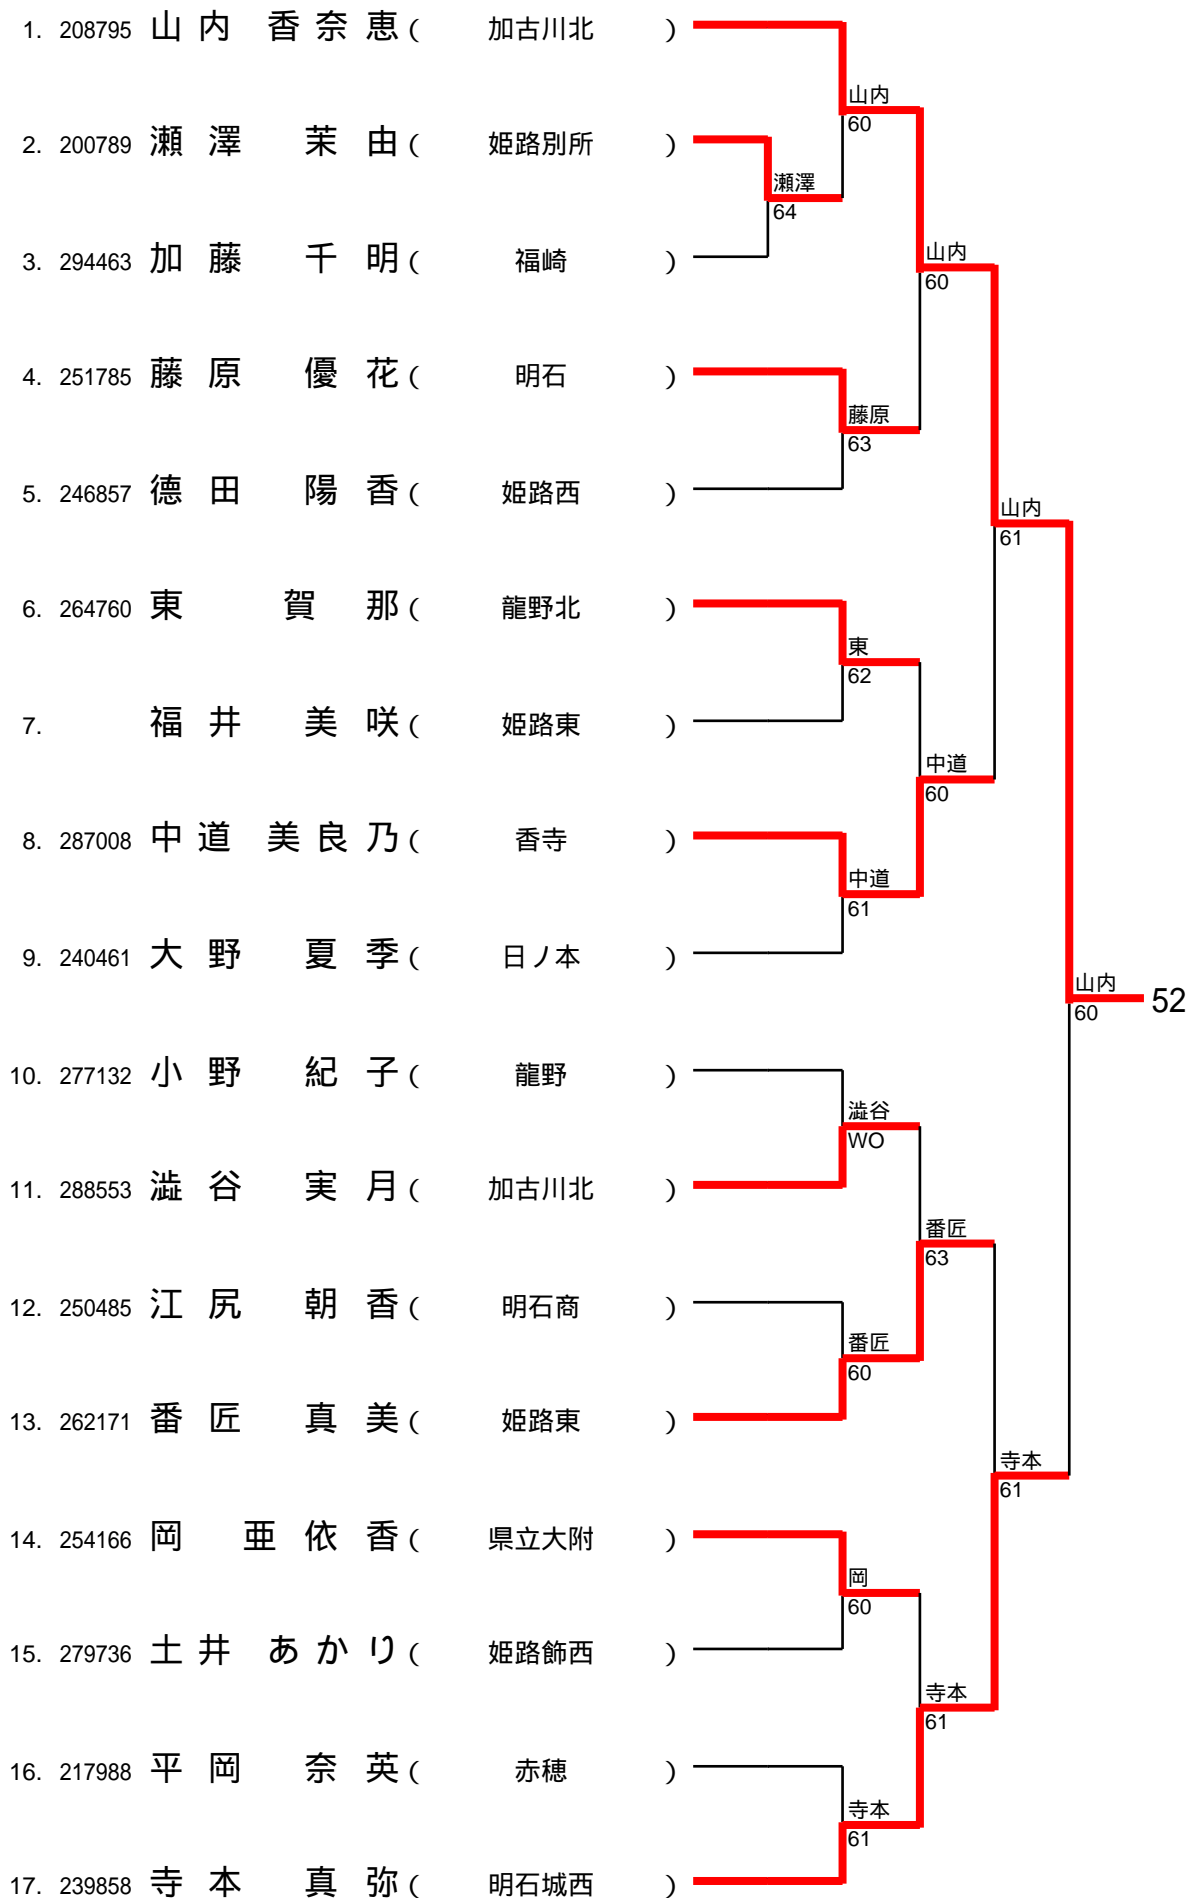 1. 208795 山内 香奈恵 ( 加古川北 )
山内
60
2. 200789 瀬澤 茉由 ( 姫路別所 )
瀬澤
64
3. 294463 加藤 千明 ( 福崎 )
山内
60
4. 251785 藤原 優花 ( 明石 )
藤原
63
5. 246857 德田 陽香 ( 姫路西 )
山内
61
6. 264760 東 賀那 ( 龍野北 )
東
62
7. 福井 美咲 ( 姫路東 )
中道
60
8. 287008 中道 美良乃 ( 香寺 )
中道
61
9. 240461 大野 夏季 ( 日ノ本 )
山内
60
52
10. 277132 小野 紀子 ( 龍野 )
澁谷
WO
11. 288553 澁谷 実月 ( 加古川北 )
番匠
63
12. 250485 江尻 朝香 ( 明石商 )
番匠
60
13. 262171 番匠 真美 ( 姫路東 )
寺本
61
14. 254166 岡 亜依香 ( 県立大附 )
岡
60
15. 279736 土井 あかり ( 姫路飾西 )
寺本
61
16. 217988 平岡 奈英 ( 赤穂 )
寺本
61
17. 239858 寺本 真弥 ( 明石城西 )